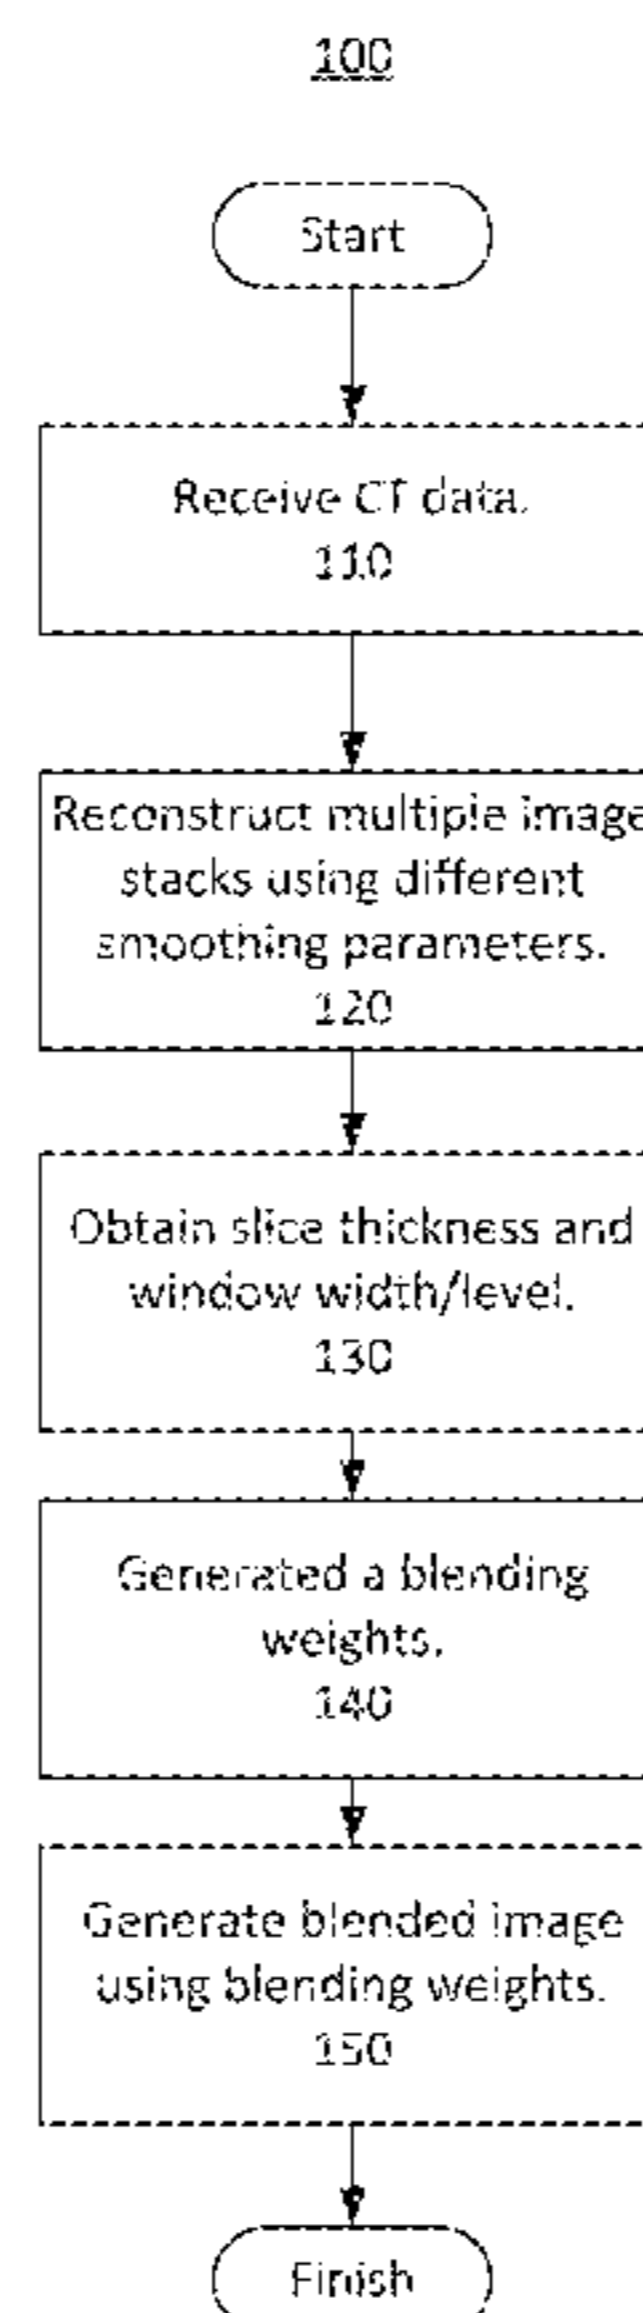 100
Start
Receive CT data.
110
Reconstruct multiple image
stacks using different
smoothing parameters.
120
Obtain slice thickness and
window width/level.
130
Generated a blending
weights.
140
Generate blended image
using blending weights.
150
Finish